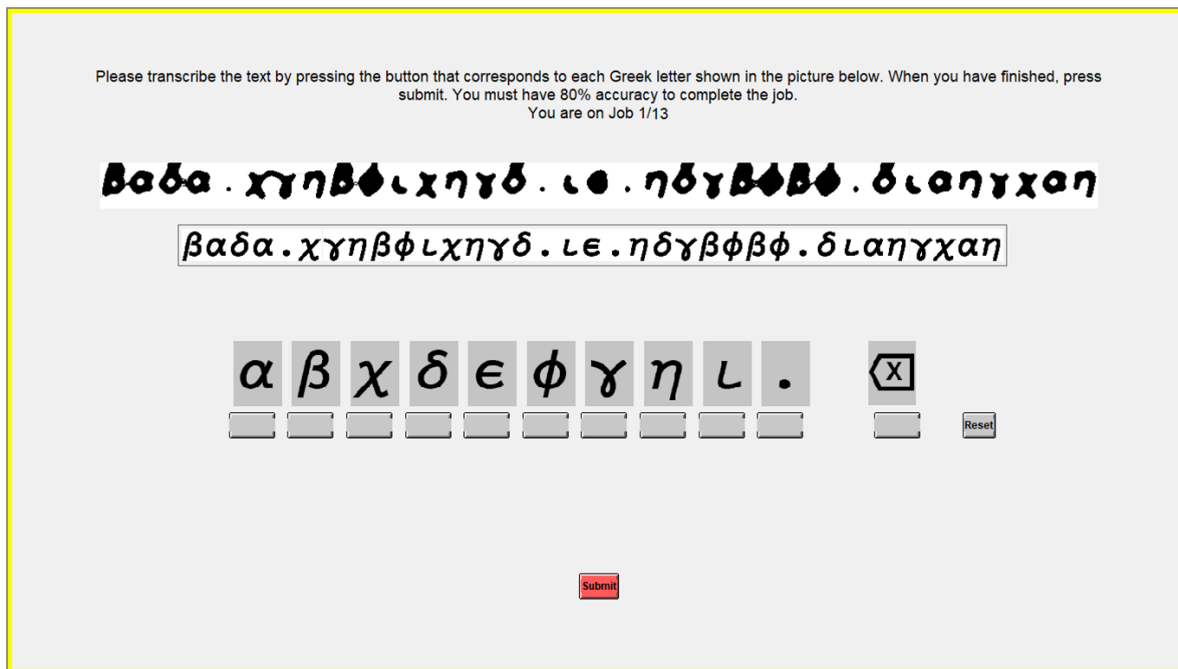 Please transcribe the text by pressing the button that corresponds to each Greek letter shown in the picture below. When you have finished, press
submit. You must have 80% accuracy to complete the job.
You are on Job 1/13
βαδα.χγηβφιχηγδ.ιε.ηδγβφβφ.διαηγχαη
βαδα.χγηβφιχηγδ.ιϵ.ηδγβφβφ.διαηγχαη
α β χ δ ϵ ϕ γ η ι . X
Reset
Submit